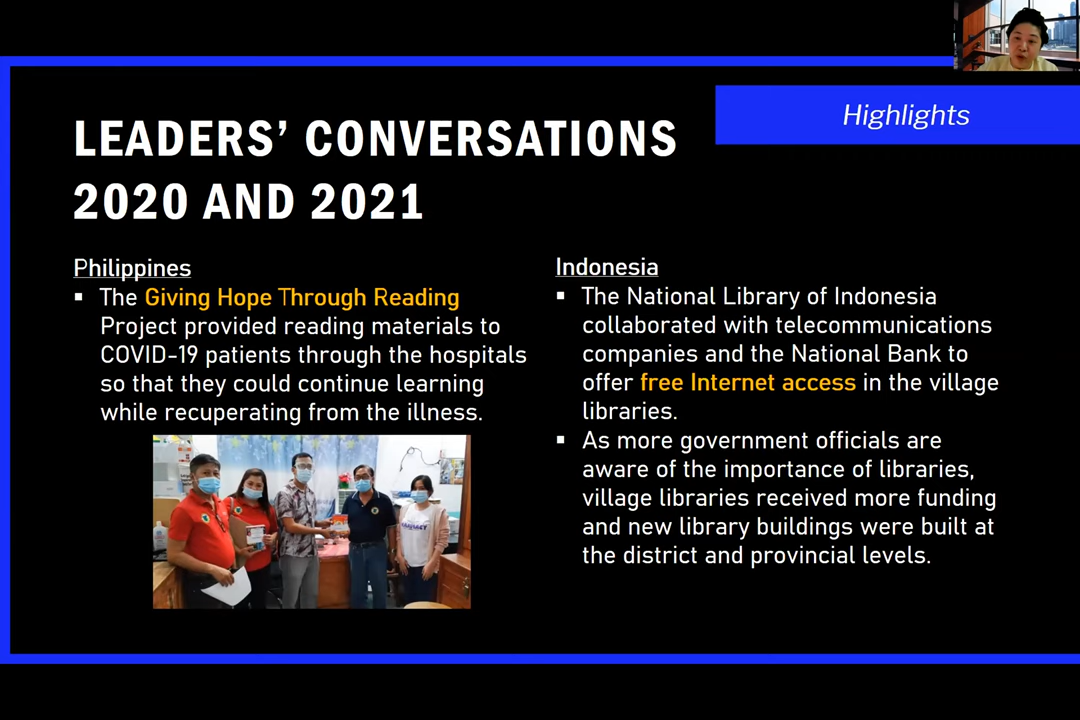 Highlights
LEADERS' CONVERSATIONS
2020 AND 2021
Philippines
▪ The Giving Hope Through Reading
Project provided reading materials to
COVID-19 patients through the hospitals
so that they could continue learning
while recuperating from the illness.
Indonesia
▪ The National Library of Indonesia
collaborated with telecommunications
companies and the National Bank to
offer free Internet access in the village
libraries.
▪ As more government officials are
aware of the importance of libraries,
village libraries received more funding
and new library buildings were built at
the district and provincial levels.